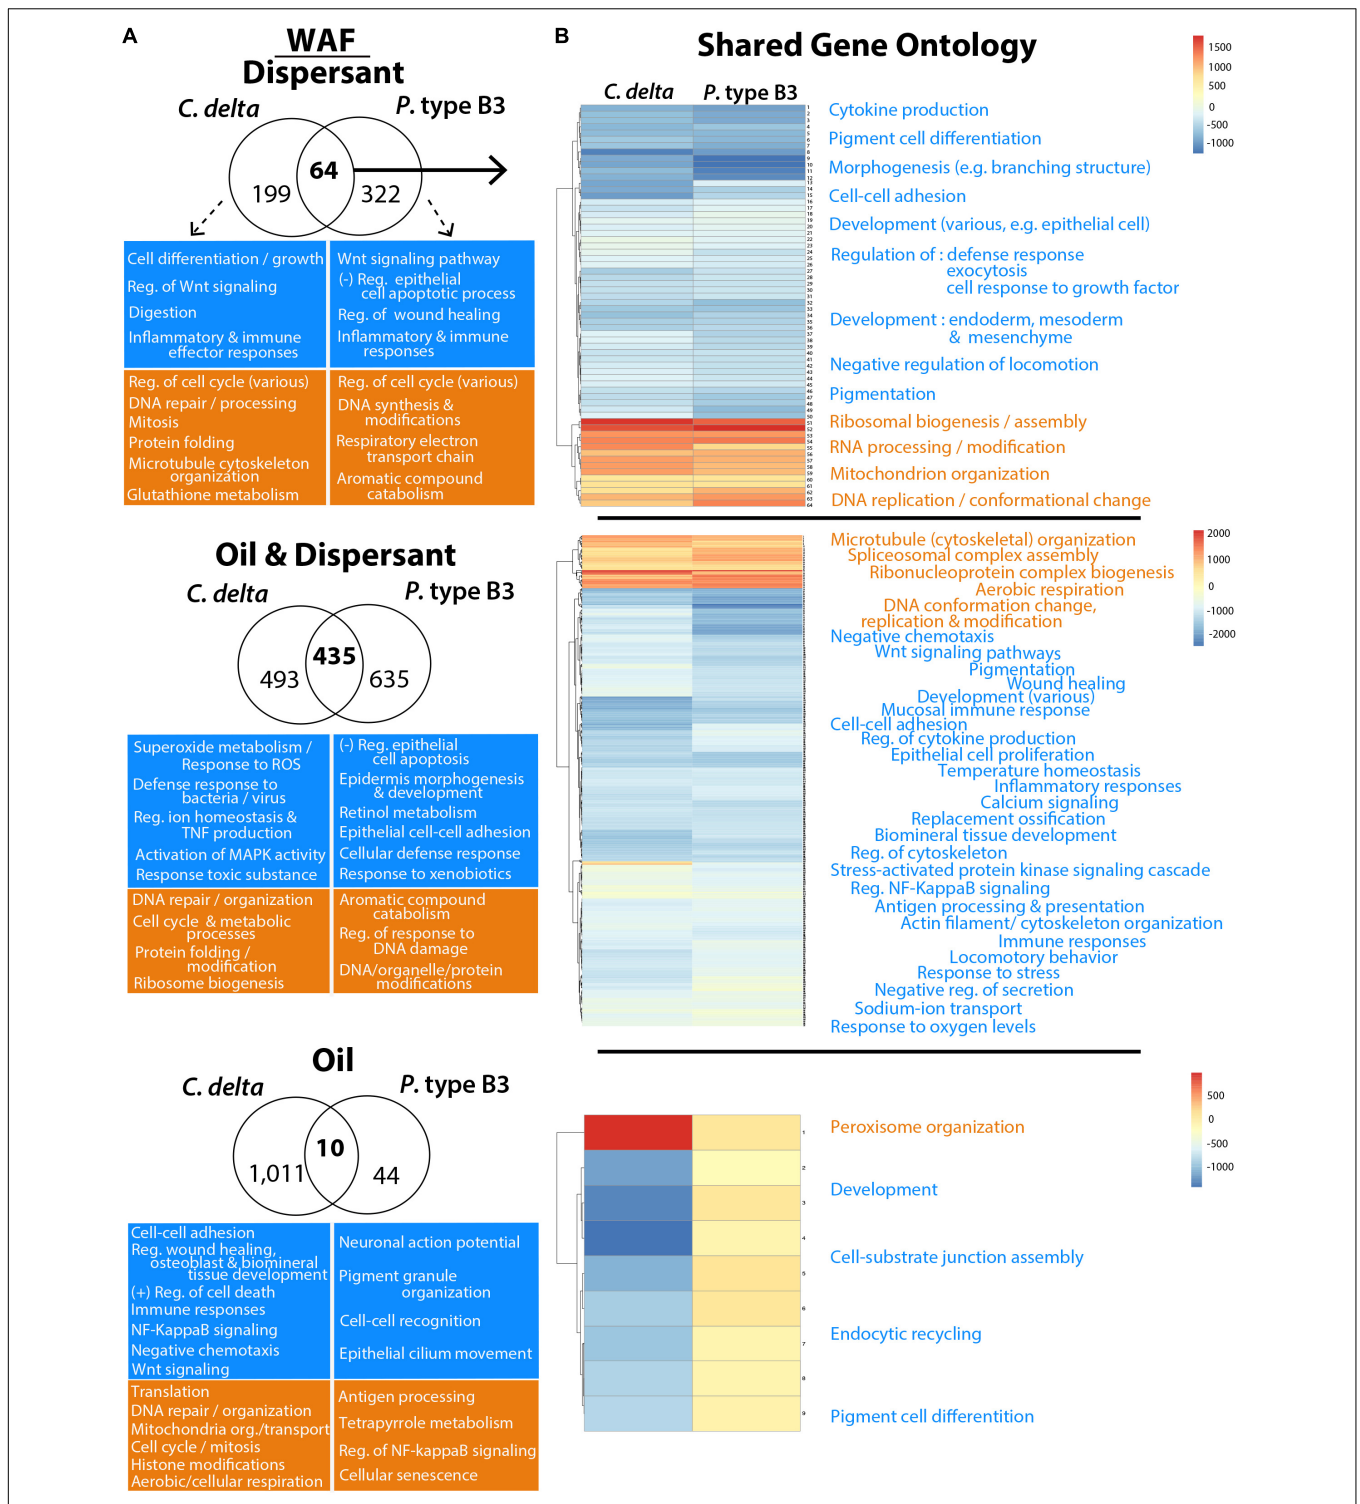 A
WAF
Dispersant
C. delta
P. type B3
64
199
322
Cell differentiation / growth
Reg. of Wnt signaling
Digestion
Inflammatory & immune
effector responses
Wnt signaling pathway
(-) Reg. epithelial
cell apoptotic process
Reg. of wound healing
Inflammatory & immune
responses
Reg. of cell cycle (various)
DNA repair / processing
Mitosis
Protein folding
Microtubule cytoskeleton
organization
Glutathione metabolism
Reg. of cell cycle (various)
DNA synthesis &
modifications
Respiratory electron
transport chain
Aromatic compound
catabolism
Oil & Dispersant
C. delta
P. type B3
435
493
635
Superoxide metabolism /
Response to ROS
Defense response to
bacteria / virus
Reg. ion homeostasis &
TNF production
Activation of MAPK activity
Response toxic substance
(-) Reg. epithelial
cell apoptosis
Epidermis morphogenesis
& development
Retinol metabolism
Epithelial cell-cell adhesion
Cellular defense response
Response to xenobiotics
DNA repair / organization
Cell cycle & metabolic
processes
Protein folding /
modification
Ribosome biogenesis
Aromatic compound
catabolism
Reg. of response to
DNA damage
DNA/organelle/protein
modifications
Oil
C. delta
P. type B3
10
1,011
44
Cell-cell adhesion
Reg. wound healing,
osteoblast & biomineral
tissue development
(+) Reg. of cell death
Immune responses
NF-KappaB signaling
Negative chemotaxis
Wnt signaling
Neuronal action potential
Pigment granule
organization
Cell-cell recognition
Epithelial cilium movement
Translation
DNA repair / organization
Mitochondria org./transport
Cell cycle / mitosis
Histone modifications
Aerobic/cellular respiration
Antigen processing
Tetrapyrrole metabolism
Reg. of NF-kappaB signaling
Cellular senescence
B
Shared Gene Ontology
C. delta
P. type B3
1500
1000
500
0
-500
-1000
Cytokine production
Pigment cell differentiation
Morphogenesis (e.g. branching structure)
Cell-cell adhesion
Development (various, e.g. epithelial cell)
Regulation of : defense response
exocytosis
cell response to growth factor
Development : endoderm, mesoderm
& mesenchyme
Negative regulation of locomotion
Pigmentation
Ribosomal biogenesis / assembly
RNA processing / modification
Mitochondrion organization
DNA replication / conformational change
2000
1000
0
-1000
-2000
Microtubule (cytoskeletal) organization
Spliceosomal complex assembly
Ribonucleoprotein complex biogenesis
Aerobic respiration
DNA conformation change,
replication & modification
Negative chemotaxis
Wnt signaling pathways
Pigmentation
Wound healing
Development (various)
Mucosal immune response
Cell-cell adhesion
Reg. of cytokine production
Epithelial cell proliferation
Temperature homeostasis
Inflammatory responses
Calcium signaling
Replacement ossification
Biomineral tissue development
Reg. of cytoskeleton
Stress-activated protein kinase signaling cascade
Reg. NF-KappaB signaling
Antigen processing & presentation
Actin filament/ cytoskeleton organization
Immune responses
Locomotory behavior
Response to stress
Negative reg. of secretion
Sodium-ion transport
Response to oxygen levels
500
0
-500
-1000
1
2
3
4
5
6
7
8
9
Peroxisome organization
Development
Cell-substrate junction assembly
Endocytic recycling
Pigment cell differentition